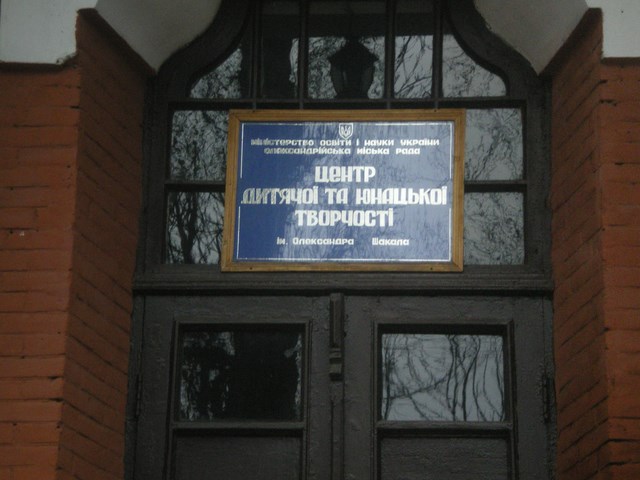 МІНІСТЕРСТВО ОСВІТИ І НАУКИ УКРАЇНИ
ОЛЕКСАНДРІЙСЬКА МІСЬКА РАДА
ЦЕНТР
ДИТЯЧОЇ ТА ЮНАЦЬКОЇ
ТВОРЧОСТІ
ім. Олександра Шакала